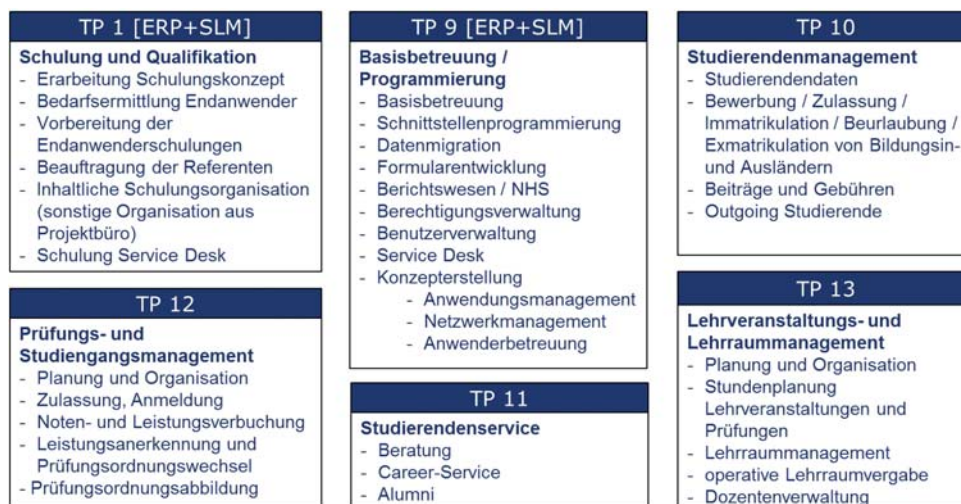 TP 1 [ERP+SLM]
Schulung und Qualifikation
- Erarbeitung Schulungskonzept
- Bedarfsermittlung Endanwender
- Vorbereitung der
Endanwenderschulungen
- Beauftragung der Referenten
- Inhaltliche Schulungsorganisation
(sonstige Organisation aus
Projektbüro)
- Schulung Service Desk
TP 12
Prüfungs- und
Studiengangsmanagement
- Planung und Organisation
- Zulassung, Anmeldung
- Noten- und Leistungsverbuchung
- Leistungsanerkennung und
Prüfungsordnungswechsel
- Prüfungsordnungsabbildung
TP 9 [ERP+SLM]
Basisbetreuung /
Programmierung
- Basisbetreuung
- Schnittstellenprogrammierung
- Datenmigration
- Formularentwicklung
- Berichtswesen / NHS
- Berechtigungsverwaltung
- Benutzerverwaltung
- Service Desk
- Konzepterstellung
- Anwendungsmanagement
- Netzwerkmanagement
- Anwenderbetreuung
TP 11
Studierendenservice
- Beratung
- Career-Service
- Alumni
TP 10
Studierendenmanagement
- Studierendendaten
- Bewerbung / Zulassung /
Immatrikulation / Beurlaubung /
Exmatrikulation von Bildungsin-
und Ausländern
- Beiträge und Gebühren
- Outgoing Studierende
TP 13
Lehrveranstaltungs- und
Lehrraummanagement
- Planung und Organisation
- Stundenplanung
Lehrveranstaltungen und
Prüfungen
- Lehrraummanagement
- operative Lehrraumvergabe
- Dozentenverwaltung